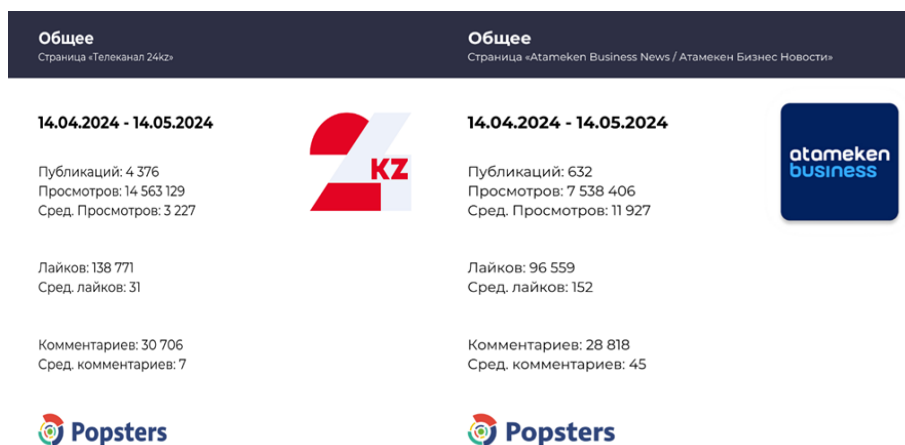 Общее
Страница «Телеканал 24kz»
14.04.2024 - 14.05.2024
24 KZ
Публикаций: 4 376
Просмотров: 14 563 129
Сред. Просмотров: 3 227
Лайков: 138 771
Сред. лайков: 31
Комментариев: 30 706
Сред. комментариев: 7
Popsters
Общее
Страница «Atameken Business News / Атамекен Бизнес Новости»
14.04.2024 - 14.05.2024
atameken
business
Публикаций: 632
Просмотров: 7 538 406
Сред. Просмотров: 11 927
Лайков: 96 559
Сред. лайков: 152
Комментариев: 28 818
Сред. комментариев: 45
Popsters